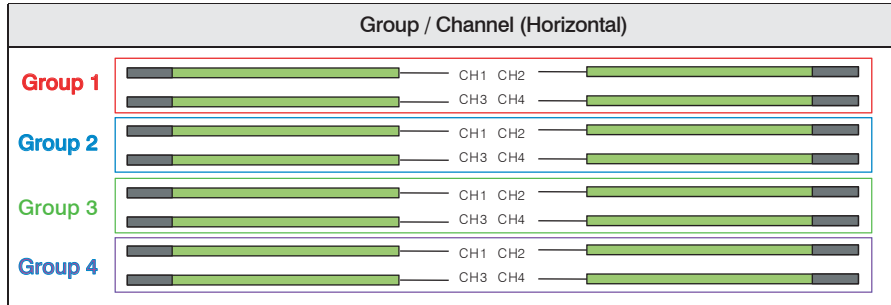 Group / Channel (Horizontal)
Group 1
CH1 CH2
CH3 CH4
Group 2
CH1 CH2
CH3 CH4
Group 3
CH1 CH2
CH3 CH4
Group 4
CH1 CH2
CH3 CH4